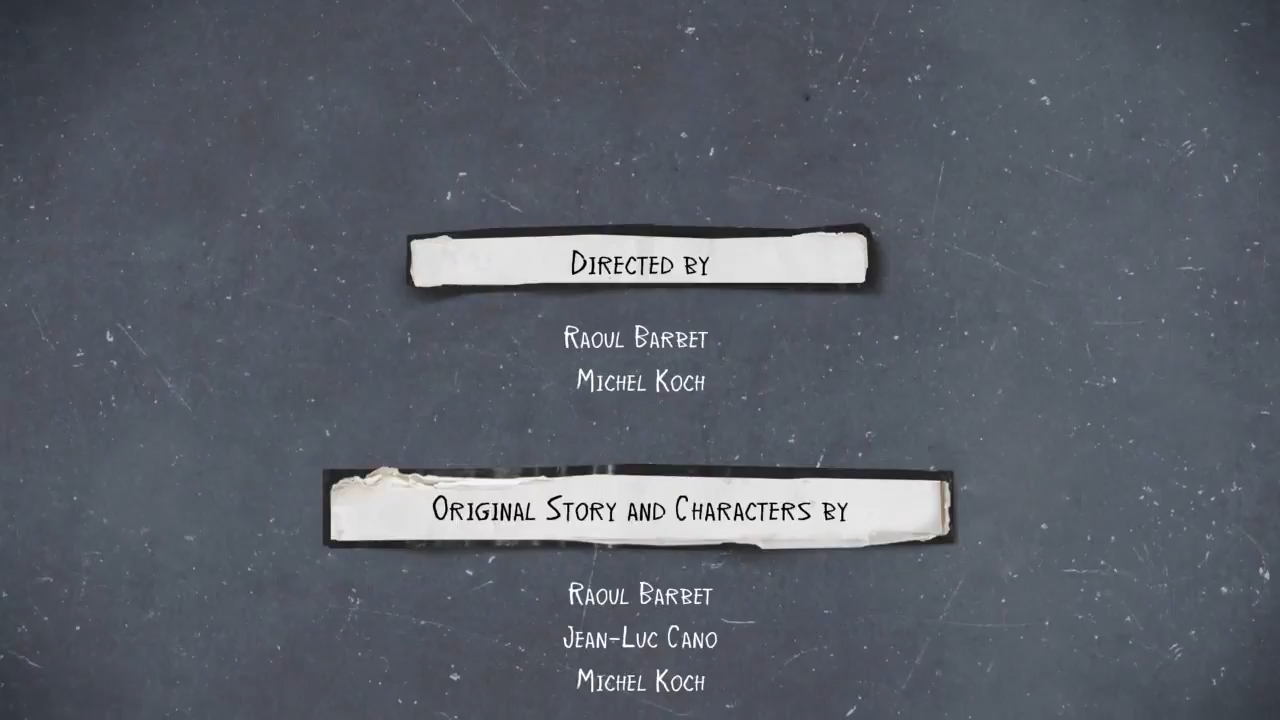 Directed by
Raoul Barbet
Michel Koch
Original Story and Characters by
Raoul Barbet
Jean-Luc Cano
Michel Koch